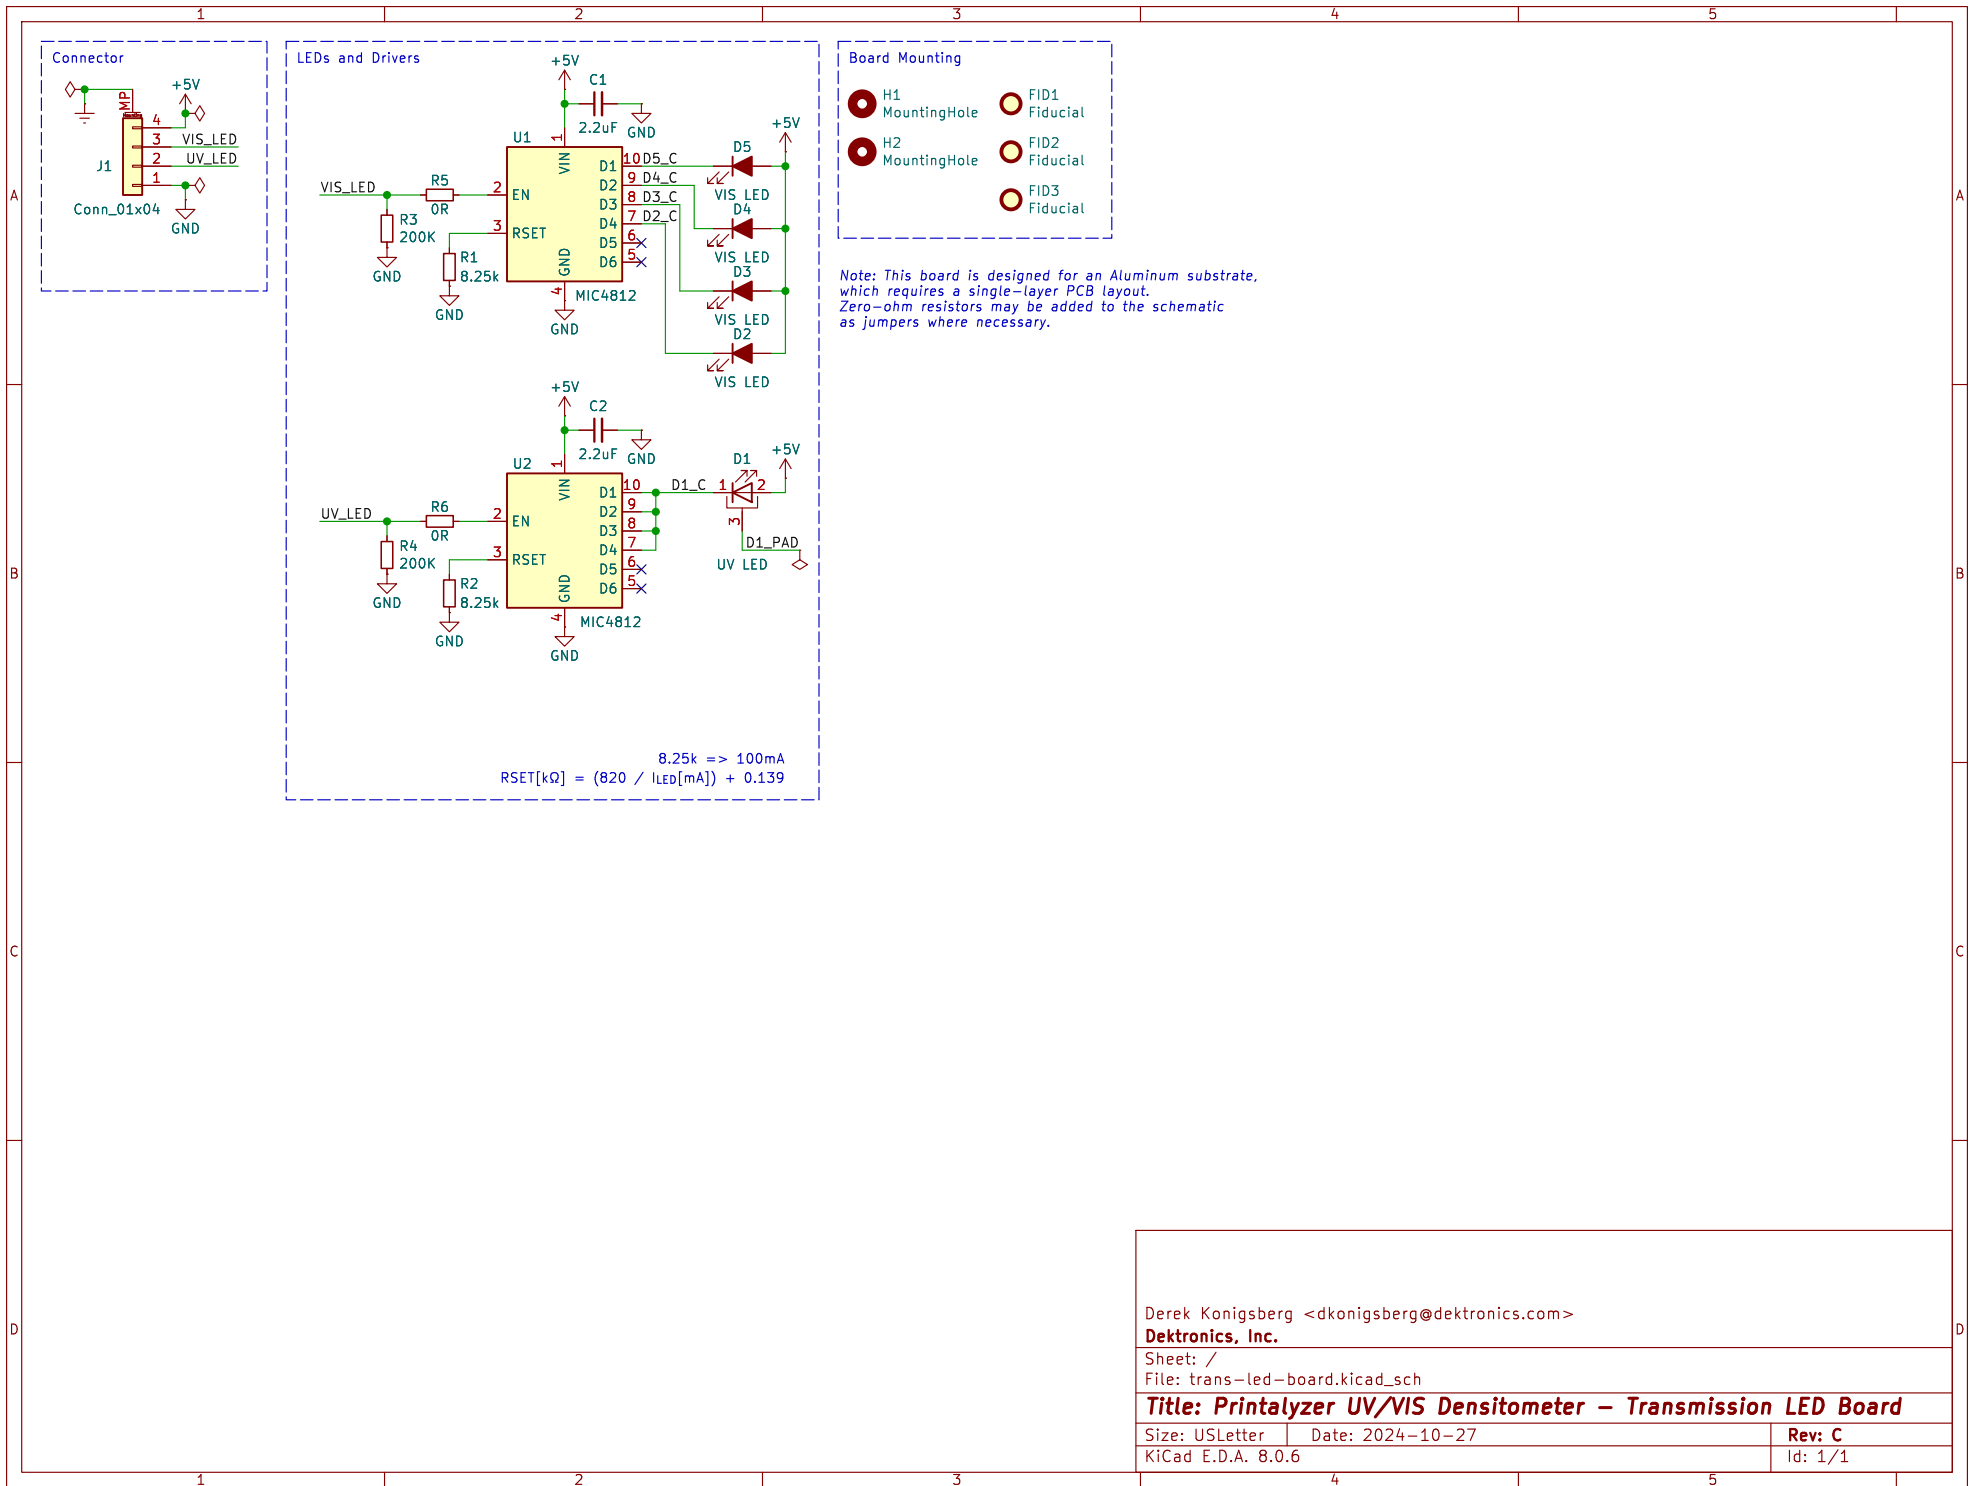 1 2 3 4 5
A
B
C
D
A
B
C
D
1 2 3 4 5
Connector
+5V
MP
4
3
2
1
VIS_LED
UV_LED
J1
Conn_01x04
GND
LEDs and Drivers
+5V
C1
2.2uF
GND
U1
1
VIN
VIS_LED
R5
0R
2
EN
R3
200K
GND
3
RSET
R1
8.25k
GND
GND
4
MIC4812
GND
D1
10
D5_C
D2
9
D4_C
D3
8
D3_C
D4
7
D2_C
D5
6
D6
5
+5V
D5
VIS LED
D4
VIS LED
D3
VIS LED
D2
VIS LED
+5V
C2
2.2uF
GND
U2
1
VIN
UV_LED
R6
0R
2
EN
R4
200K
GND
3
RSET
R2
8.25k
GND
GND
4
MIC4812
GND
D1
10
D1_C
D2
9
D3
8
D4
7
D5
6
D6
5
D1
+5V
1
2
3
D1_PAD
UV LED
8.25k => 100mA
RSET[kΩ] = (820 / ILED[mA]) + 0.139
Board Mounting
H1
MountingHole
H2
MountingHole
FID1
Fiducial
FID2
Fiducial
FID3
Fiducial
Note: This board is designed for an Aluminum substrate,
which requires a single-layer PCB layout.
Zero-ohm resistors may be added to the schematic
as jumpers where necessary.
Derek Konigsberg <dkonigsberg@dektronics.com>
Dektronics, Inc.
Sheet: /
File: trans-led-board.kicad_sch
Title: Printalyzer UV/VIS Densitometer - Transmission LED Board
Size: USLetter Date: 2024-10-27 Rev: C
KiCad E.D.A. 8.0.6 Id: 1/1